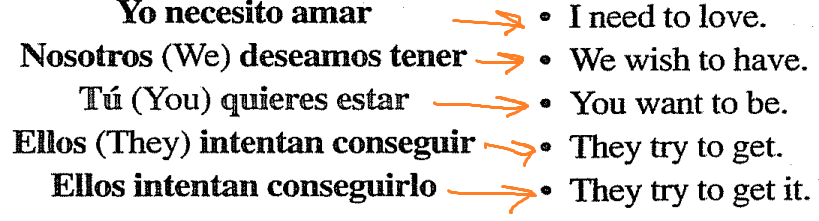 Yo necesito amar • I need to love.
Nosotros (We) deseamos tener • We wish to have.
Tú (You) quieres estar • You want to be.
Ellos (They) intentan conseguir • They try to get.
Ellos intentan conseguirlo • They try to get it.